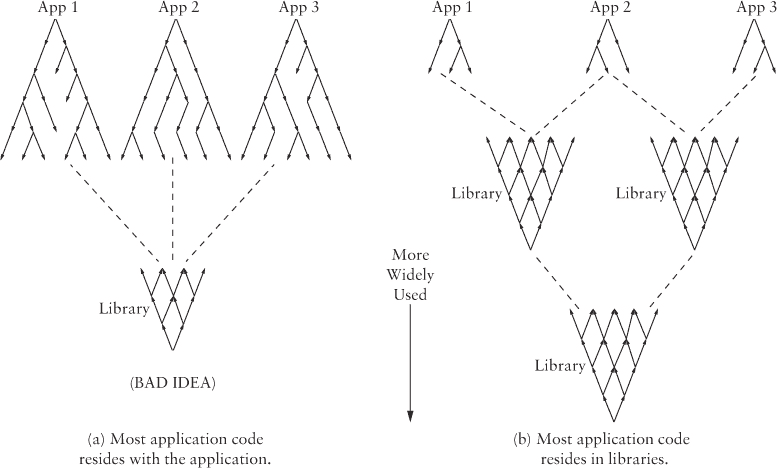 App 1
App 2
App 3
Library
(BAD IDEA)
(a) Most application code
resides with the application.
More
Widely
Used
App 1
App 2
App 3
Library
Library
Library
(b) Most application code
resides in libraries.